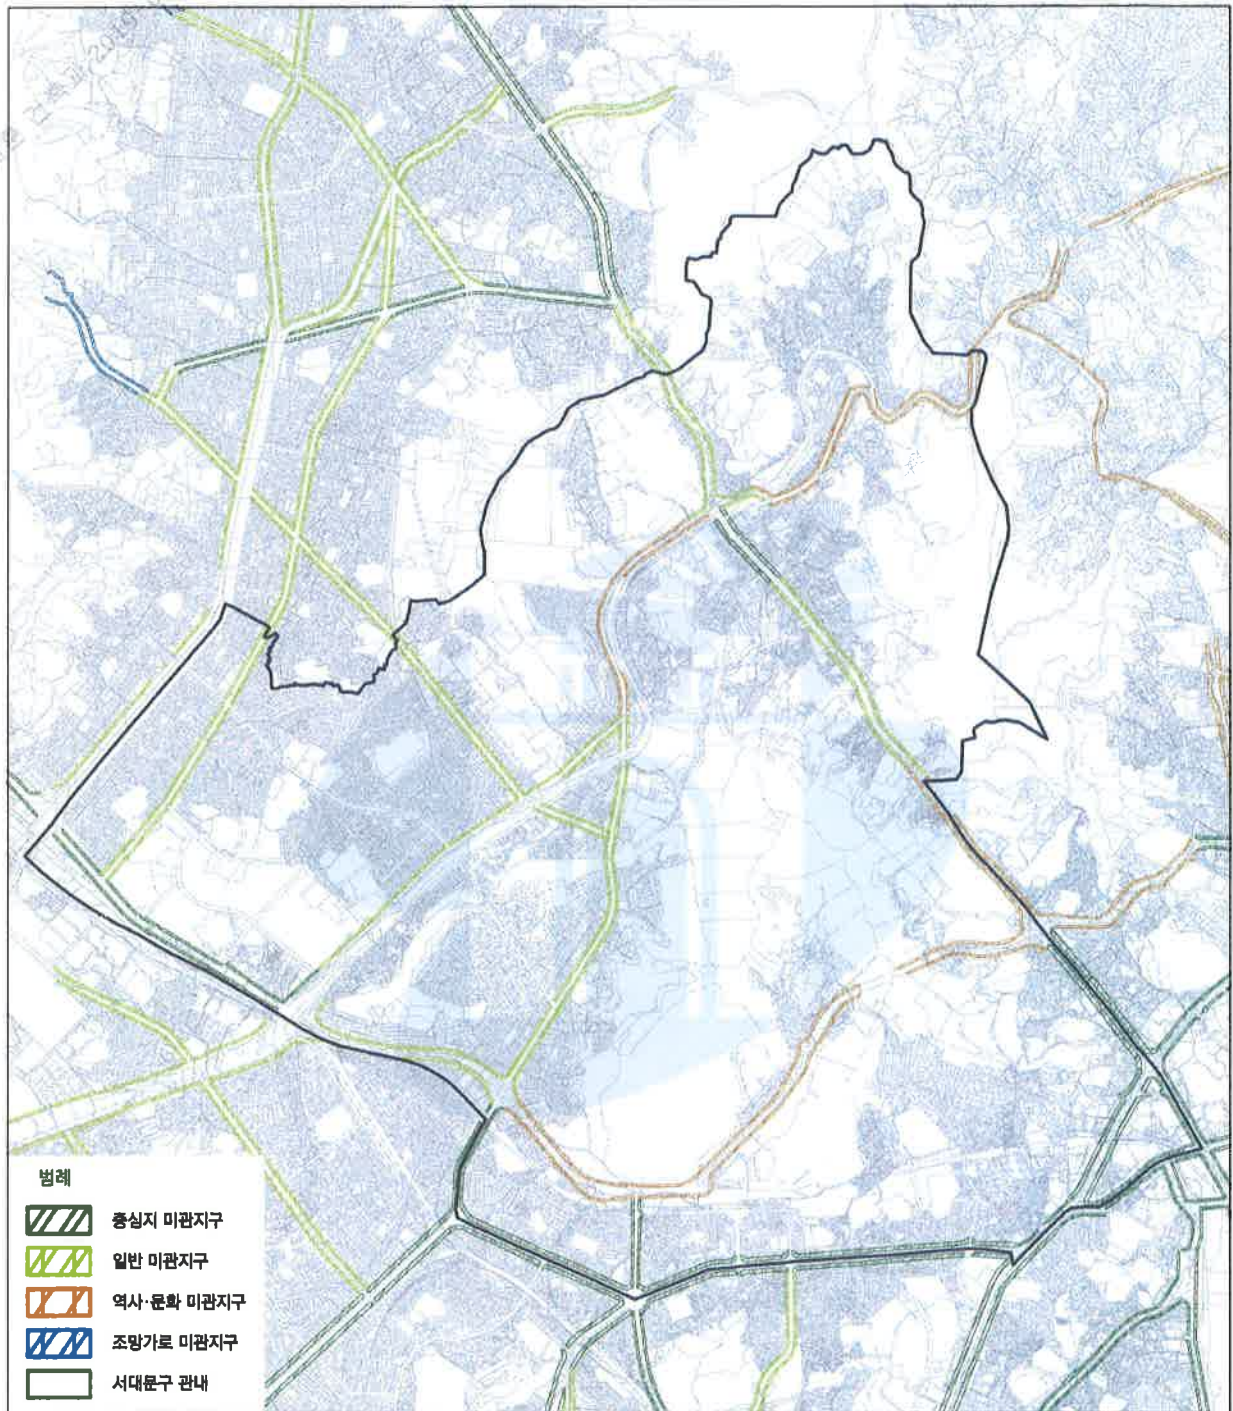 범례
중심지 미관지구
일반 미관지구
역사·문화 미관지구
조망가로 미관지구
서대문구 관내